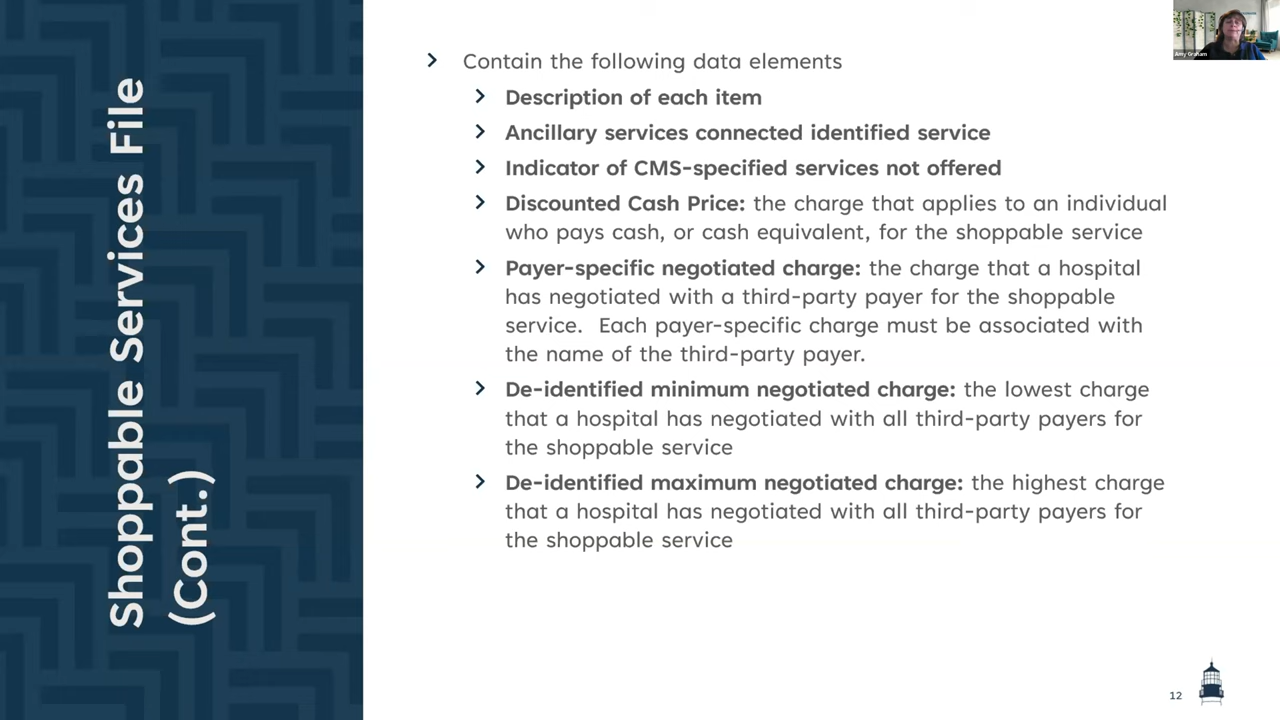 Shoppable Services File
(Cont.)
Contain the following data elements
Description of each item
Ancillary services connected identified service
Indicator of CMS-specified services not offered
Discounted Cash Price: the charge that applies to an individual
who pays cash, or cash equivalent, for the shoppable service
Payer-specific negotiated charge: the charge that a hospital
has negotiated with a third-party payer for the shoppable
service. Each payer-specific charge must be associated with
the name of the third-party payer.
De-identified minimum negotiated charge: the lowest charge
that a hospital has negotiated with all third-party payers for
the shoppable service
De-identified maximum negotiated charge: the highest charge
that a hospital has negotiated with all third-party payers for
the shoppable service
12
Amy Graham